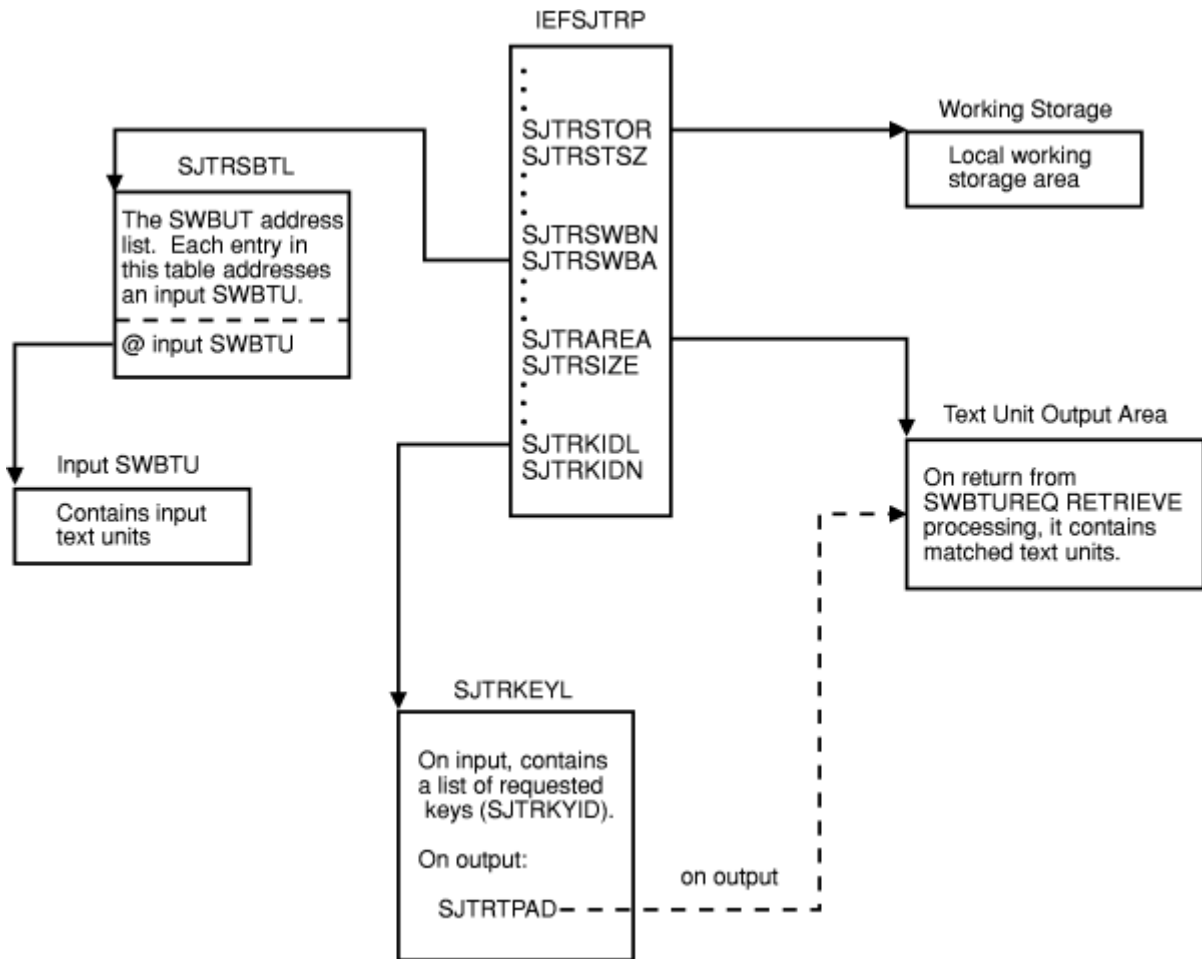 IEFSJTRP
SJTRSTOR
SJTRSTSZ
SJTRSWBN
SJTRSWBA
SJTRAREA
SJTRSIZE
SJTRKIDL
SJTRKIDN
Working Storage
Local working
storage area
SJTRSBTL
The SWBUT address
list. Each entry in
this table addresses
an input SWBTU.
@ input SWBTU
Input SWBTU
Contains input
text units
Text Unit Output Area
On return from
SWBTUREQ RETRIEVE
processing, it contains
matched text units.
SJTRKEYL
On input, contains
a list of requested
keys (SJTRKYID).
On output:
SJTRTPAD
on output